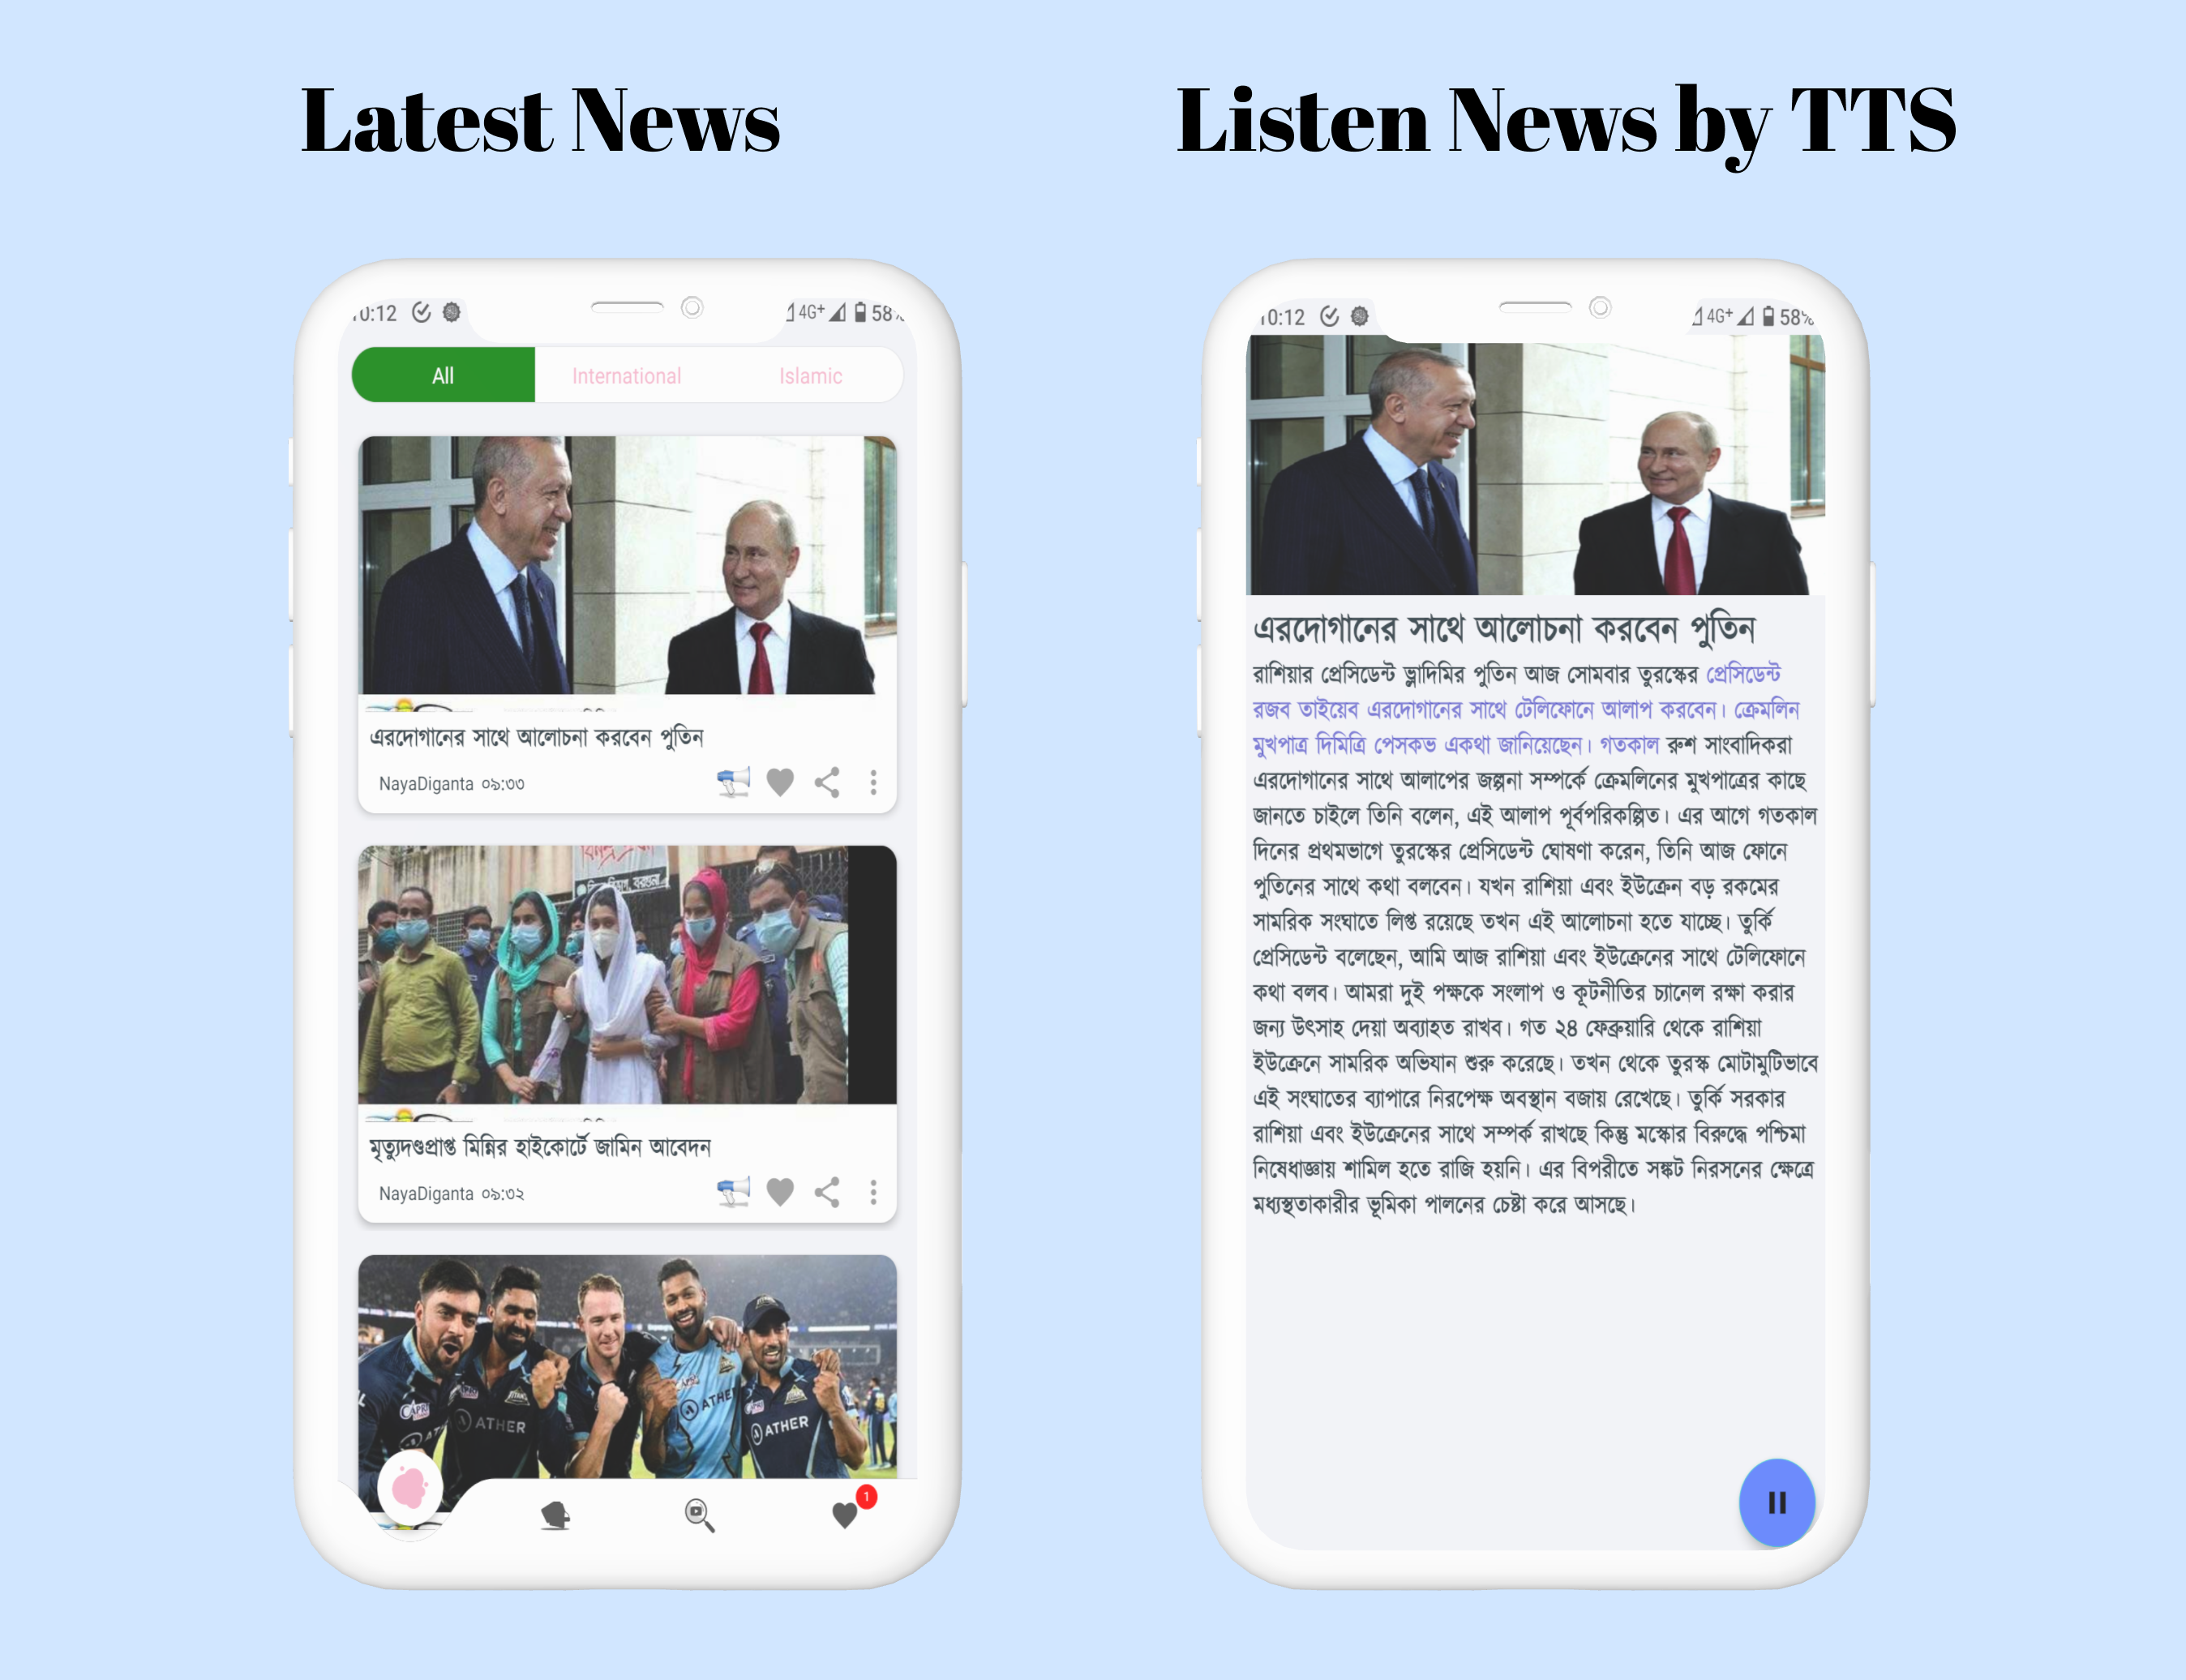 Latest News
Listen News by TTS
10:12
4G+
58%
All
International
Islamic
এরদোগানের সাথে আলোচনা করবেন পুতিন
NayaDiganta ০৯:৩৩
মৃত্যুদণ্ডপ্রাপ্ত মিন্নির হাইকোর্টে জামিন আবেদন
NayaDiganta ০৯:৩২
ATHER
ATHE
ATHER
1
10:12
4G+
58%
এরদোগানের সাথে আলোচনা করবেন পুতিন
রাশিয়ার প্রেসিডেন্ট ভ্লাদিমির পুতিন আজ সোমবার তুরস্কের প্রেসিডেন্ট
রজব তাইয়েব এরদোগানের সাথে টেলিফোনে আলাপ করবেন। ক্রেমলিন
মুখপাত্র দিমিত্রি পেসকভ একথা জানিয়েছেন। গতকাল রুশ সাংবাদিকরা
এরদোগানের সাথে আলাপের জল্পনা সম্পর্কে ক্রেমলিনের মুখপাত্রের কাছে
জানতে চাইলে তিনি বলেন, এই আলাপ পূর্বপরিকল্পিত। এর আগে গতকাল
দিনের প্রথমভাগে তুরস্কের প্রেসিডেন্ট ঘোষণা করেন, তিনি আজ ফোনে
পুতিনের সাথে কথা বলবেন। যখন রাশিয়া এবং ইউক্রেন বড় রকমের
সামরিক সংঘাতে লিপ্ত রয়েছে তখন এই আলোচনা হতে যাচ্ছে। তুর্কি
প্রেসিডেন্ট বলেছেন, আমি আজ রাশিয়া এবং ইউক্রেনের সাথে টেলিফোনে
কথা বলব। আমরা দুই পক্ষকে সংলাপ ও কূটনীতির চ্যানেল রক্ষা করার
জন্য উৎসাহ দেয়া অব্যাহত রাখব। গত ২৪ ফেব্রুয়ারি থেকে রাশিয়া
ইউক্রেনে সামরিক অভিযান শুরু করেছে। তখন থেকে তুরস্ক মোটামুটিভাবে
এই সংঘাতের ব্যাপারে নিরপেক্ষ অবস্থান বজায় রেখেছে। তুর্কি সরকার
রাশিয়া এবং ইউক্রেনের সাথে সম্পর্ক রাখছে কিন্তু মস্কোর বিরুদ্ধে পশ্চিমা
নিষেধাজ্ঞায় শামিল হতে রাজি হয়নি। এর বিপরীতে সঙ্কট নিরসনের ক্ষেত্রে
মধ্যস্থতাকারীর ভূমিকা পালনের চেষ্টা করে আসছে।